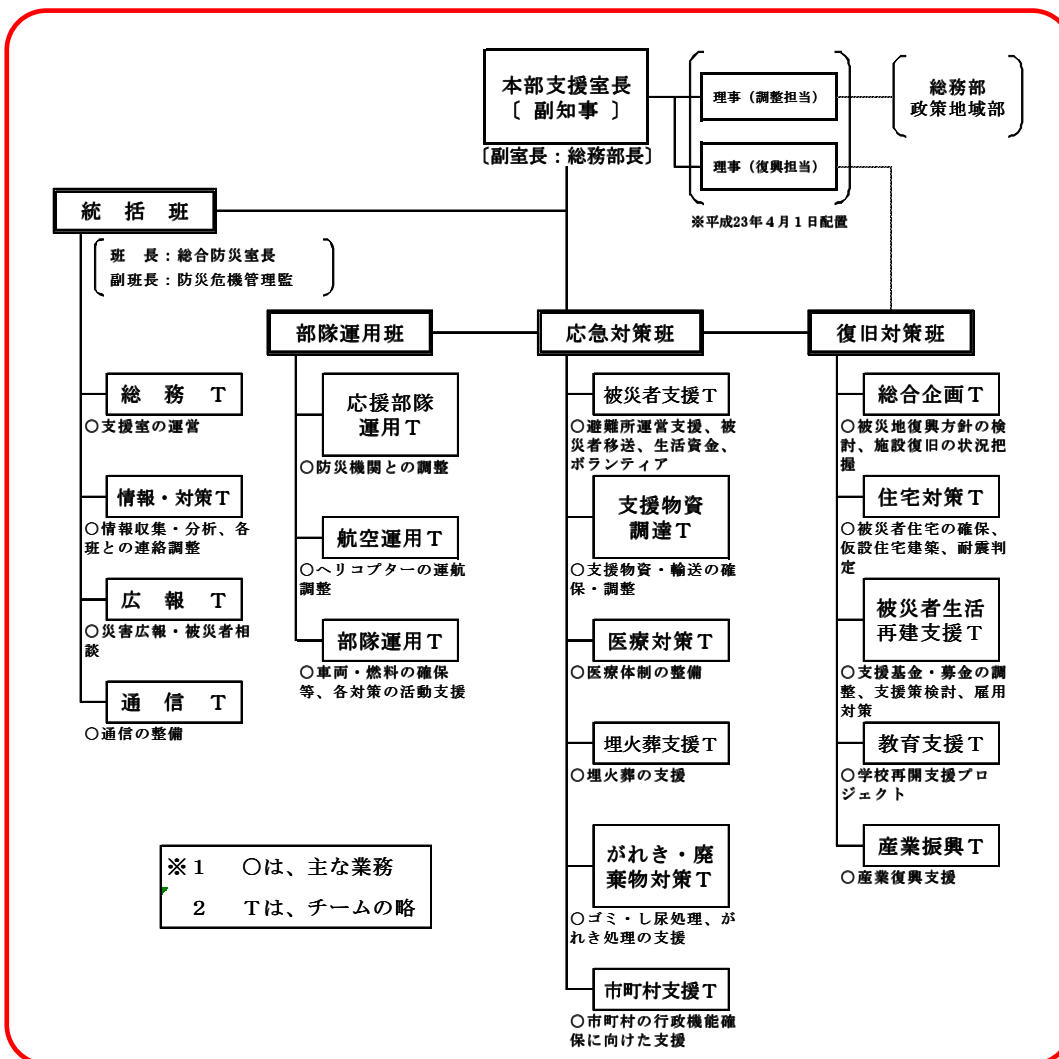 本部支援室長
〔 副知事 〕
〔副室長：総務部長〕
理事（調整担当）
理事（復興担当）
※平成23年４月１日配置
総務部
政策地域部
統　括　班
班　長：総合防災室長
副班長：防災危機管理監
総　務　Ｔ
○支援室の運営
情報・対策Ｔ
○情報収集・分析、各
班との連絡調整
広　報　Ｔ
○災害広報・被災者相
談
通　信　Ｔ
○通信の整備
部隊運用班
応援部隊
運用Ｔ
○防災機関との調整
航空運用Ｔ
○ヘリコプターの運航
調整
部隊運用Ｔ
○車両・燃料の確保
等、各対策の活動支援
応急対策班
被災者支援Ｔ
○避難所運営支援、被
災者移送、生活資金、
ボランティア
支援物資
調達Ｔ
○支援物資・輸送の確
保・調整
医療対策Ｔ
○医療体制の整備
埋火葬支援Ｔ
○埋火葬の支援
がれき・廃
棄物対策Ｔ
○ゴミ・し尿処理、が
れき処理の支援
市町村支援Ｔ
○市町村の行政機能確
保に向けた支援
復旧対策班
総合企画Ｔ
○被災地復興方針の検
討、施設復旧の状況把
握
住宅対策Ｔ
○被災者住宅の確保、
仮設住宅建築、耐震判
定
被災者生活
再建支援Ｔ
○支援基金・募金の調
整、支援策検討、雇用
対策
教育支援Ｔ
○学校再開支援プロ
ジェクト
産業振興Ｔ
○産業復興支援
※１　○は、主な業務
２　Ｔは、チームの略